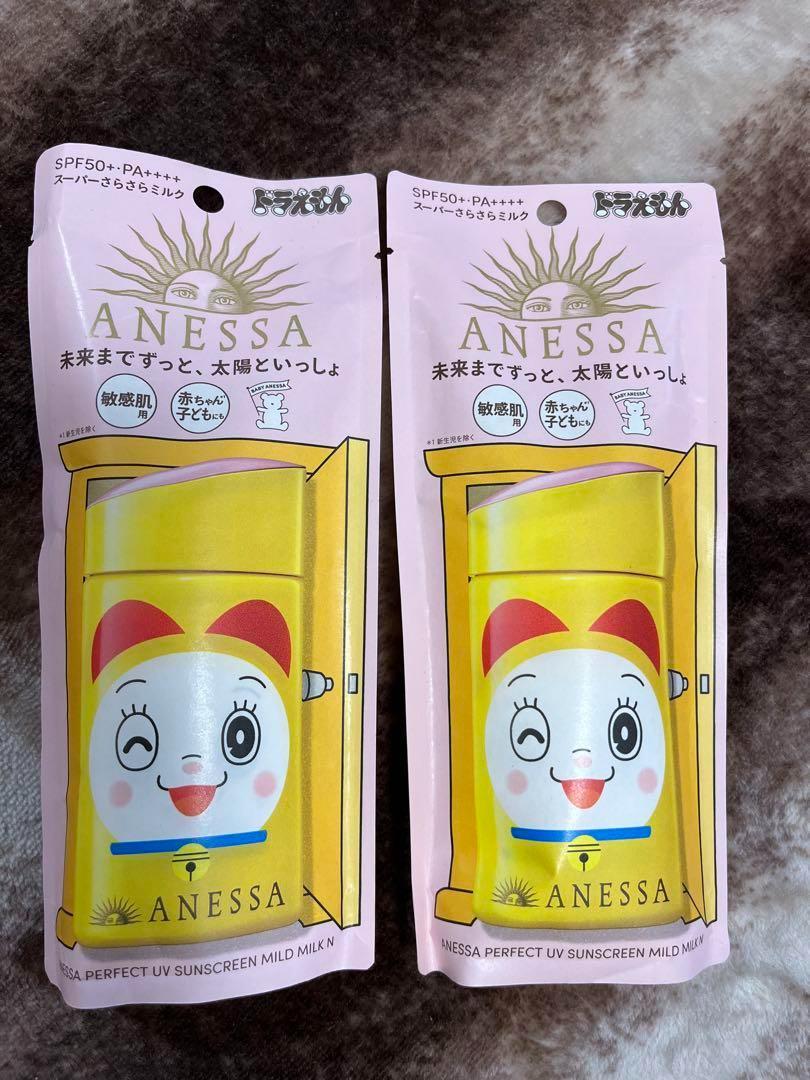 SPF50+・PA++++
スーパーさらさらミルク
ドラえもん
ANESSA
未来までずっと、太陽といっしょ
敏感肌用
赤ちゃん*1
子どもにも
BABY ANESSA
*1 新生児を除く
ANESSA
ANESSA PERFECT UV SUNSCREEN MILD MILK N
SPF50+・PA++++
スーパーさらさらミルク
ドラえもん
ANESSA
未来までずっと、太陽といっしょ
敏感肌用
赤ちゃん*1
子どもにも
BABY ANESSA
*1 新生児を除く
ANESSA
ANESSA PERFECT UV SUNSCREEN MILD MILK N